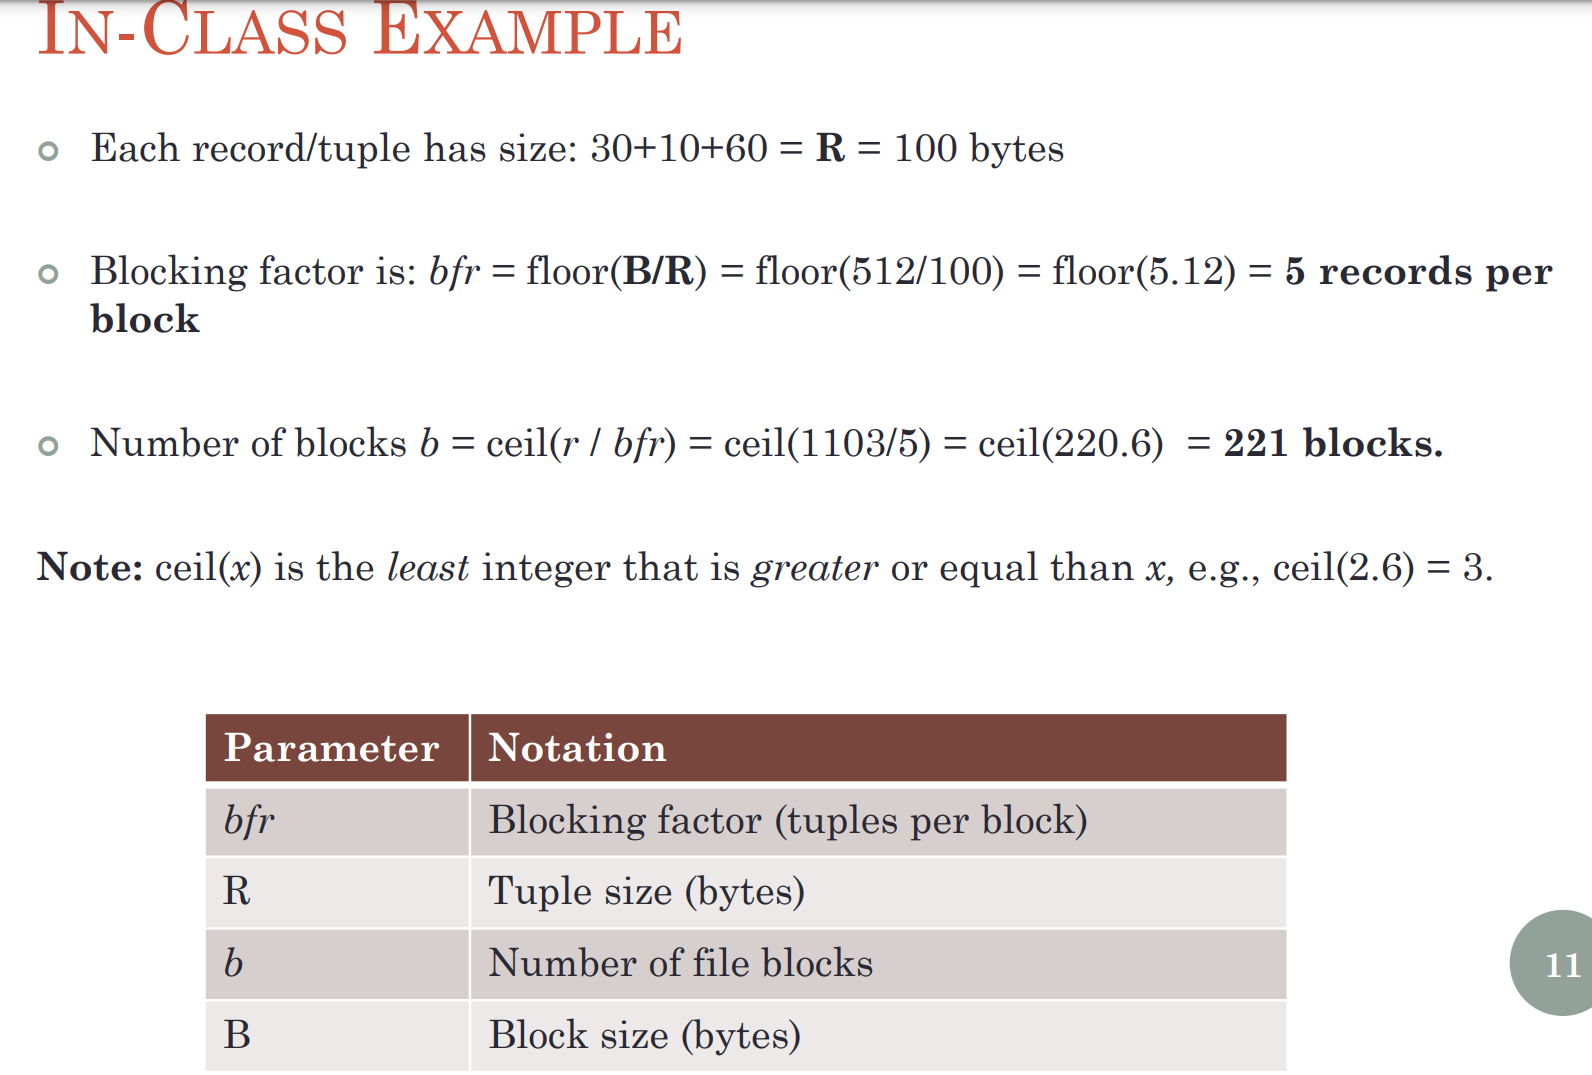 IN-CLASS EXAMPLE
Each record/tuple has size: 30+10+60 = R = 100 bytes
Blocking factor is: bfr = floor(B/R) = floor(512/100) = floor(5.12) = 5 records per
block
Number of blocks b = ceil(r / bfr) = ceil(1103/5) = ceil(220.6) = 221 blocks.
Note: ceil(x) is the least integer that is greater or equal than x, e.g., ceil(2.6) = 3.
Parameter Notation
bfr Blocking factor (tuples per block)
R Tuple size (bytes)
b Number of file blocks
11
B Block size (bytes)